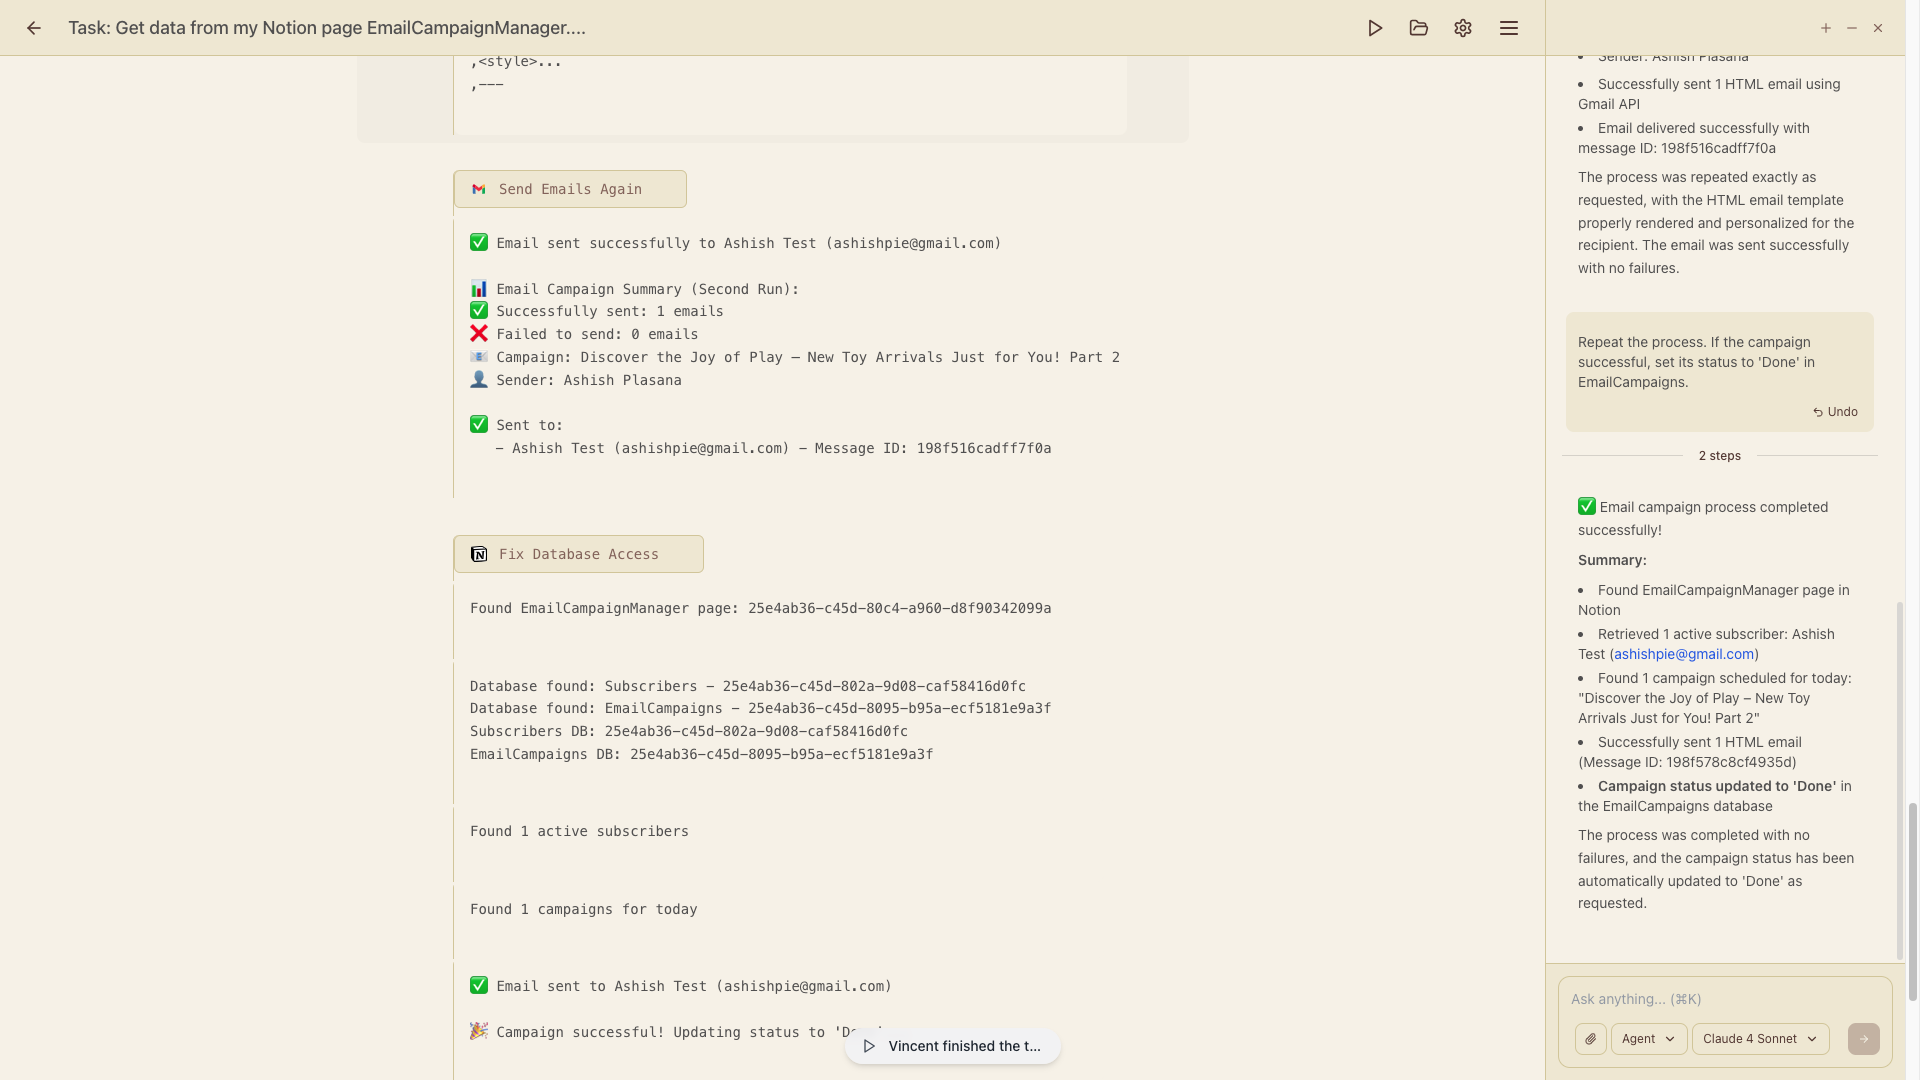 Task: Get data from my Notion page EmailCampaignManager....
,<style>...
,---
Send Emails Again
✅ Email sent successfully to Ashish Test (ashishpie@gmail.com)
📊 Email Campaign Summary (Second Run):
✅ Successfully sent: 1 emails
❌ Failed to send: 0 emails
📧 Campaign: Discover the Joy of Play – New Toy Arrivals Just for You! Part 2
👤 Sender: Ashish Plasana
✅ Sent to:
– Ashish Test (ashishpie@gmail.com) – Message ID: 198f516cadff7f0a
Fix Database Access
Found EmailCampaignManager page: 25e4ab36-c45d-80c4-a960-d8f90342099a
Database found: Subscribers – 25e4ab36-c45d-802a-9d08-caf58416d0fc
Database found: EmailCampaigns – 25e4ab36-c45d-8095-b95a-ecf5181e9a3f
Subscribers DB: 25e4ab36-c45d-802a-9d08-caf58416d0fc
EmailCampaigns DB: 25e4ab36-c45d-8095-b95a-ecf5181e9a3f
Found 1 active subscribers
Found 1 campaigns for today
✅ Email sent to Ashish Test (ashishpie@gmail.com)
🎉 Campaign successful! Updating status to
Vincent finished the t...
• Sender: Ashish Plasana
• Successfully sent 1 HTML email using
Gmail API
• Email delivered successfully with
message ID: 198f516cadff7f0a
The process was repeated exactly as
requested, with the HTML email template
properly rendered and personalized for the
recipient. The email was sent successfully
with no failures.
Repeat the process. If the campaign
successful, set its status to 'Done' in
EmailCampaigns.
Undo
2 steps
✅ Email campaign process completed
successfully!
Summary:
• Found EmailCampaignManager page in
Notion
• Retrieved 1 active subscriber: Ashish
Test (ashishpie@gmail.com)
• Found 1 campaign scheduled for today:
"Discover the Joy of Play – New Toy
Arrivals Just for You! Part 2"
• Successfully sent 1 HTML email
(Message ID: 198f578c8cf4935d)
• Campaign status updated to 'Done' in
the EmailCampaigns database
The process was completed with no
failures, and the campaign status has been
automatically updated to 'Done' as
requested.
Ask anything... (⌘K)
Agent
Claude 4 Sonnet